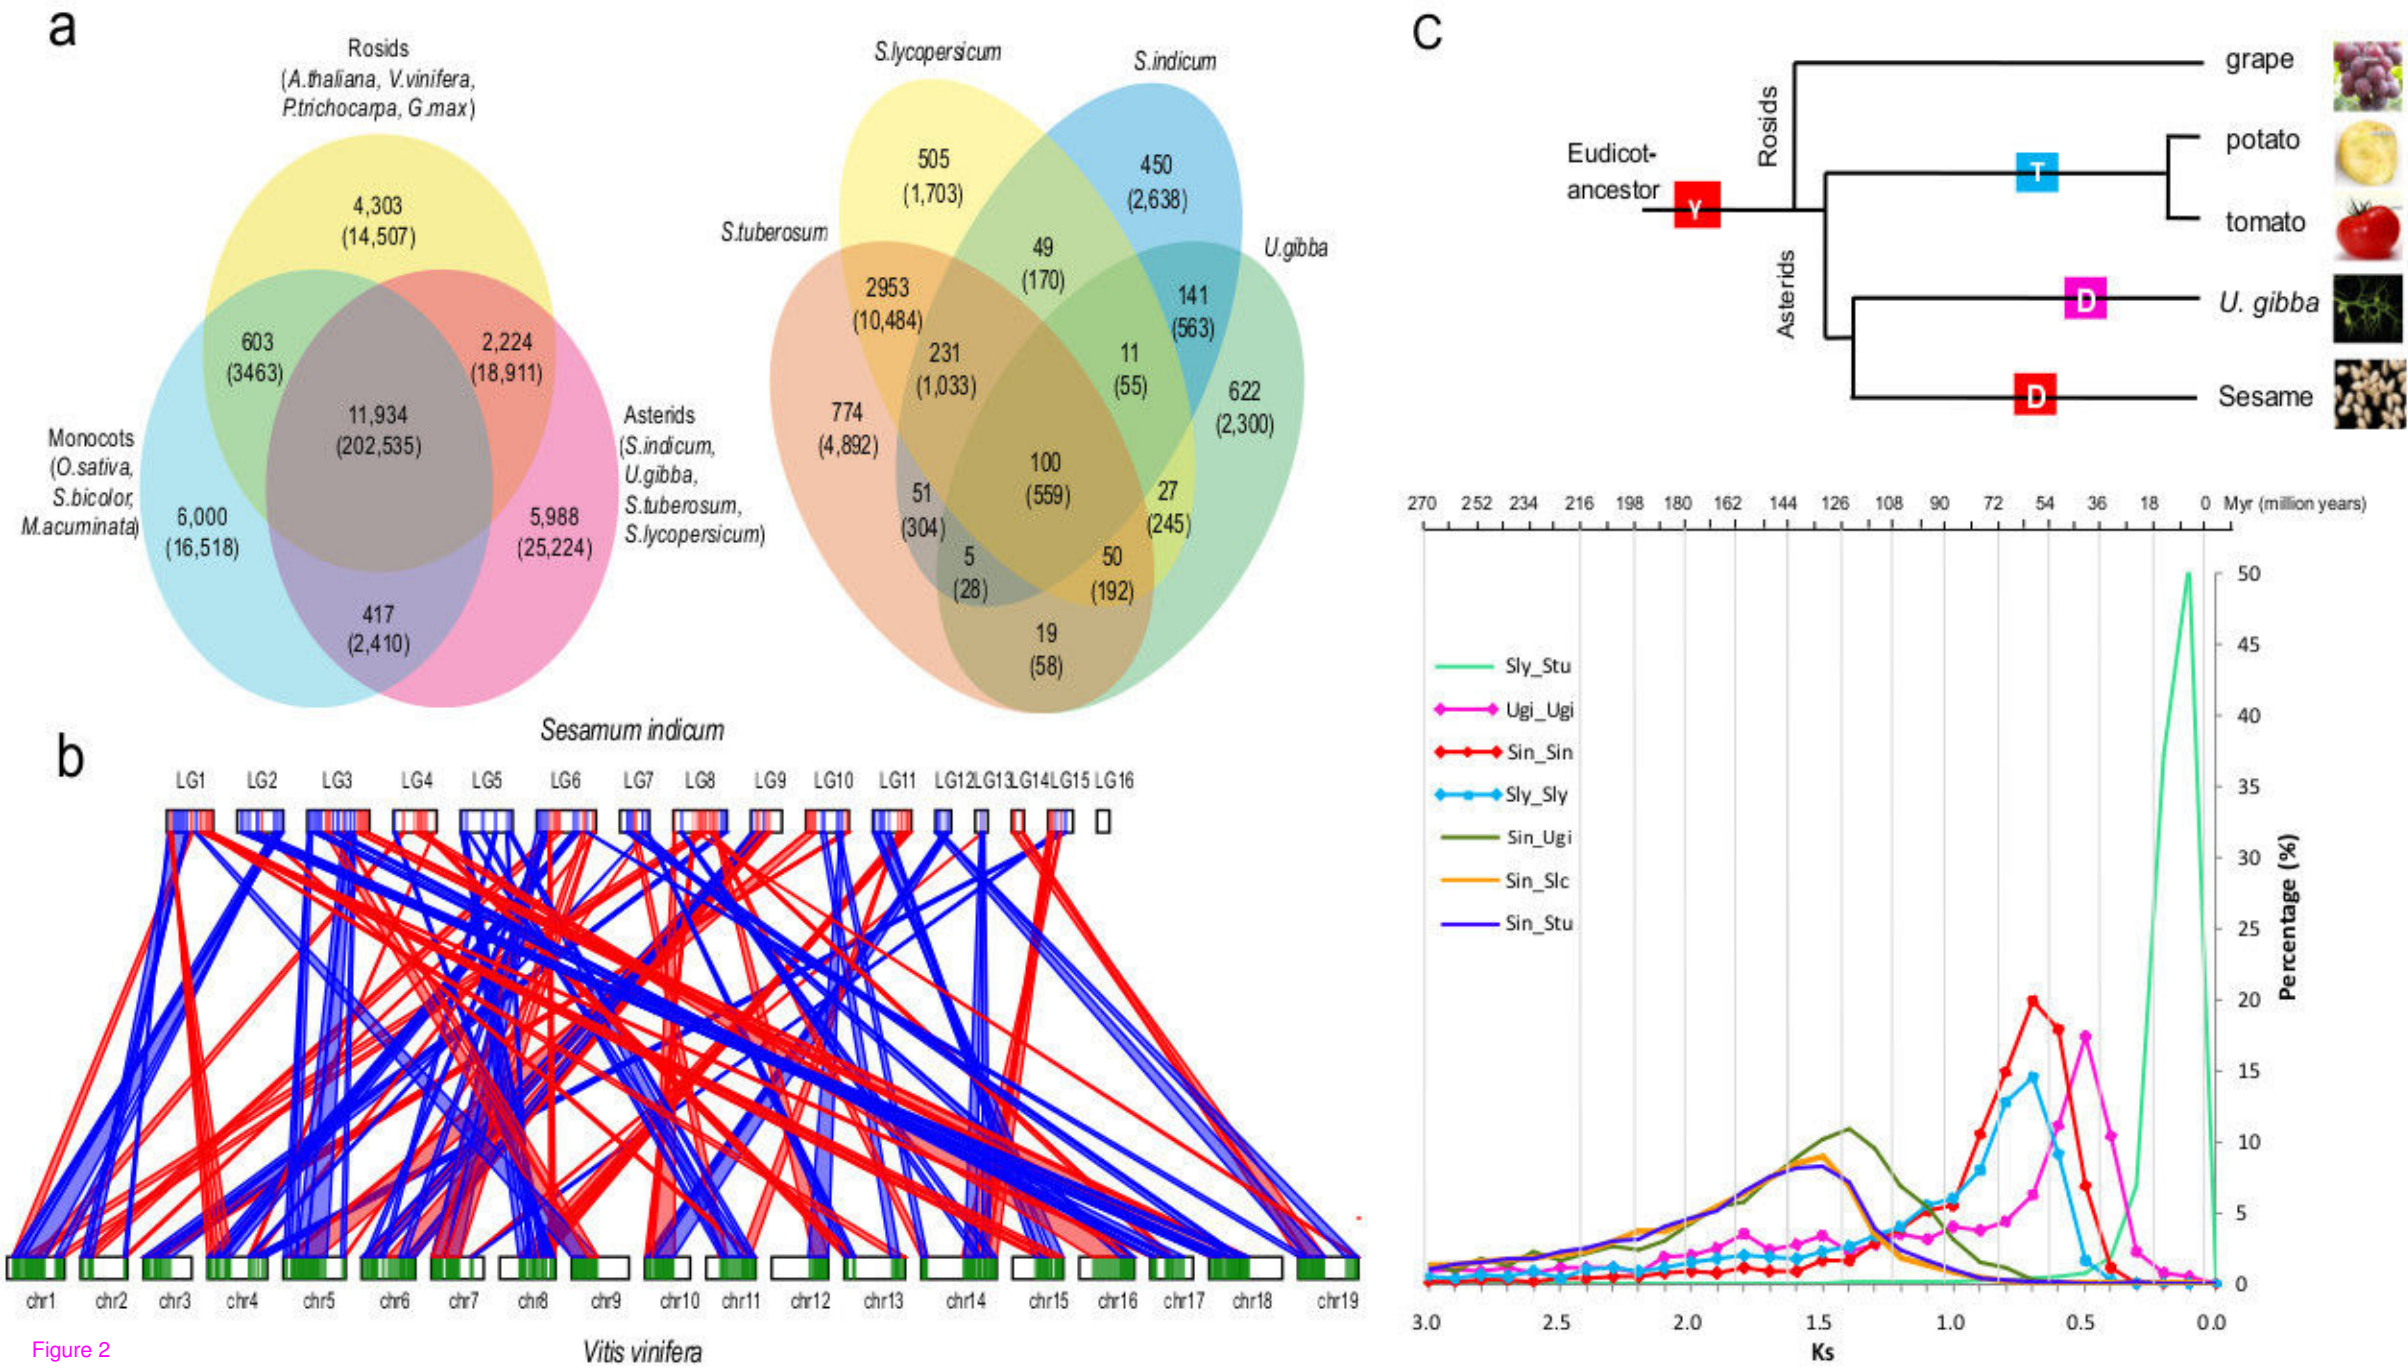 a
Rosids
(A.thaliana, V.vinifera,
P.trichocarpa, G.max)
4,303
(14,507)
603
(3463)
2,224
(18,911)
11,934
(202,535)
Monocots
(O.sativa,
S.bicolor,
M.acuminata)
6,000
(16,518)
5,988
(25,224)
417
(2,410)
Asterids
(S.indicum,
U.gibba,
S.tuberosum,
S.lycopersicum)
S.lycopersicum
S.indicum
S.tuberosum
U.gibba
505
(1,703)
450
(2,638)
49
(170)
2953
(10,484)
141
(563)
231
(1,033)
11
(55)
774
(4,892)
622
(2,300)
100
(559)
51
(304)
27
(245)
5
(28)
50
(192)
19
(58)
b
Sesamum indicum
LG1 LG2 LG3 LG4 LG5 LG6 LG7 LG8 LG9 LG10 LG11 LG12 LG13 LG14 LG15 LG16
chr1 chr2 chr3 chr4 chr5 chr6 chr7 chr8 chr9 chr10 chr11 chr12 chr13 chr14 chr15 chr16 chr17 chr18 chr19
Vitis vinifera
Figure 2
c
Eudicot-
ancestor
γ
Rosids
Asterids
T
D
D
grape
potato
tomato
U. gibba
Sesame
270 252 234 216 198 180 162 144 126 108 90 72 54 36 18 0 Myr (million years)
Sly_Stu
Ugi_Ugi
Sin_Sin
Sly_Sly
Sin_Ugi
Sin_Slc
Sin_Stu
50
45
40
35
30
25
20
15
10
5
0
Percentage (%)
3.0 2.5 2.0 1.5 1.0 0.5 0.0
Ks